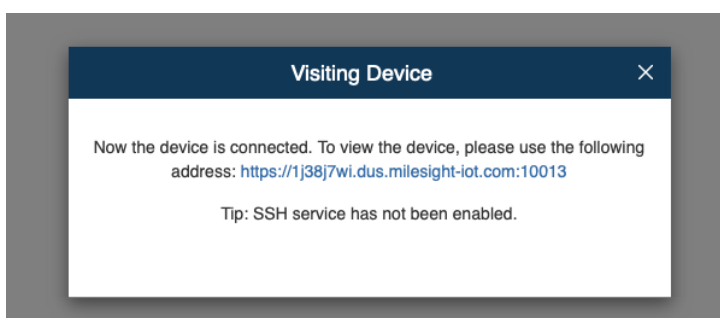 Visiting Device
Now the device is connected. To view the device, please use the following
address: https://1j38j7wi.dus.milesight-iot.com:10013
Tip: SSH service has not been enabled.